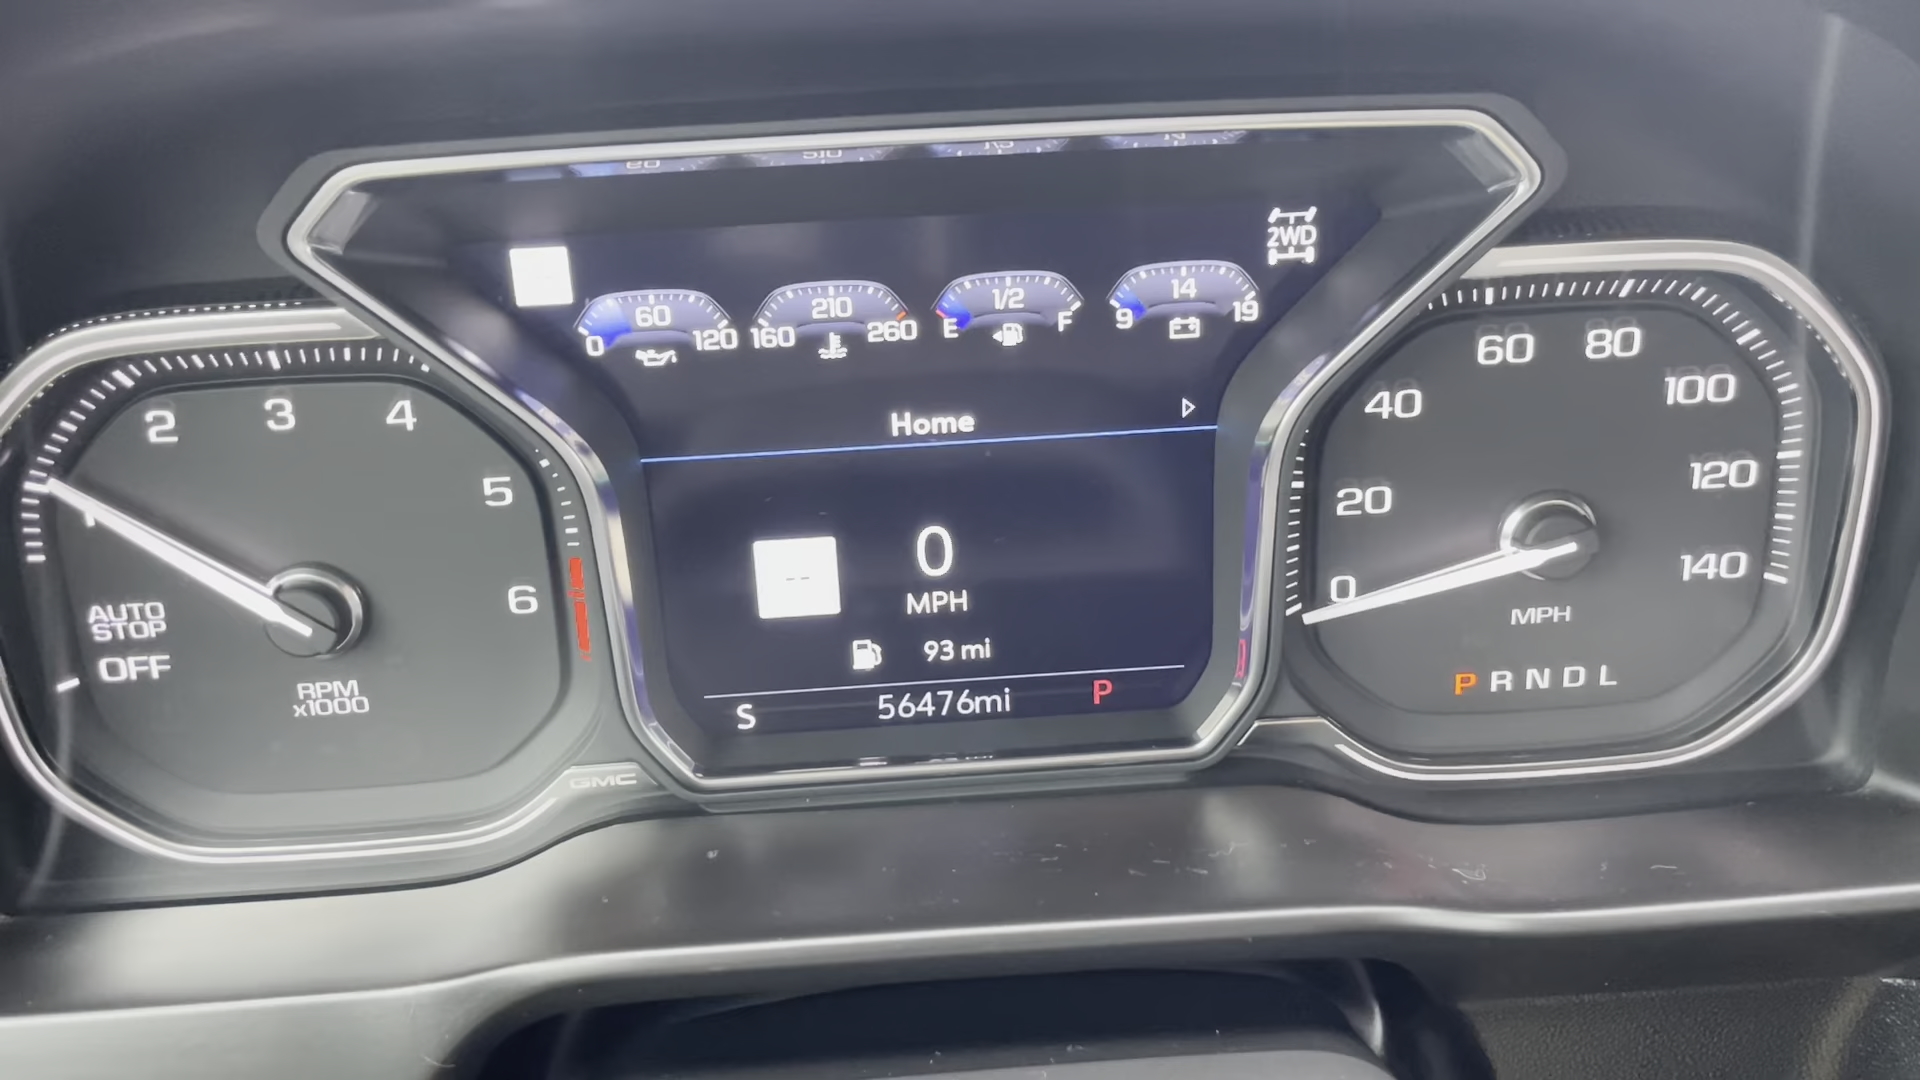 2WD
60
0 120
210
160 260
1/2
E F
14
9 19
Home
--
0
MPH
93 mi
S 56476mi P
1
2
3
4
5
6
AUTO
STOP
OFF
RPM
x1000
GMC
0
20
40
60
80
100
120
140
MPH
P R N D L